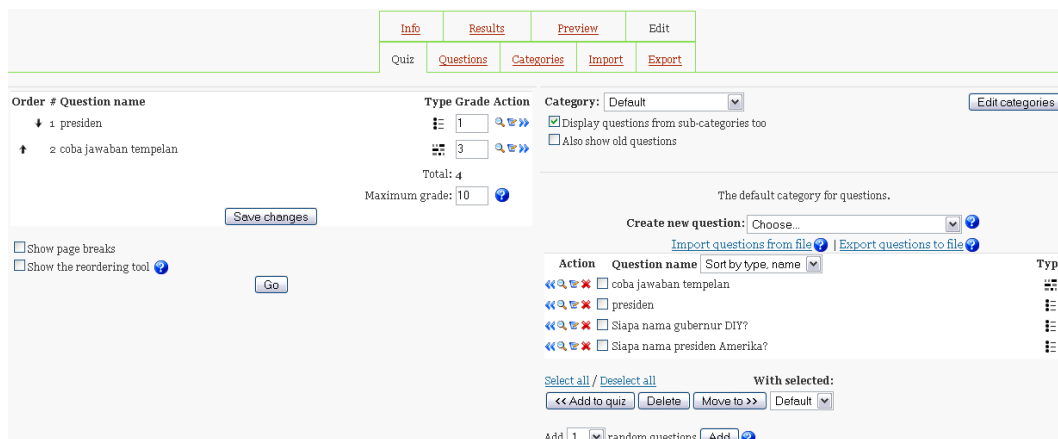 Info Results Preview Edit
Quiz Questions Categories Import Export
Order # Question name Type Grade Action
1 presiden 1
2 coba jawaban tempelan 3
Total: 4
Maximum grade: 10
Save changes
Show page breaks
Show the reordering tool
Go
Category: Default Edit categories
Display questions from sub-categories too
Also show old questions
The default category for questions.
Create new question: Choose...
Import questions from file | Export questions to file
Action Question name Sort by type, name Typ
coba jawaban tempelan
presiden
Siapa nama gubernur DIY?
Siapa nama presiden Amerika?
Select all / Deselect all With selected:
<< Add to quiz Delete Move to >> Default
Add 1 random questions Add